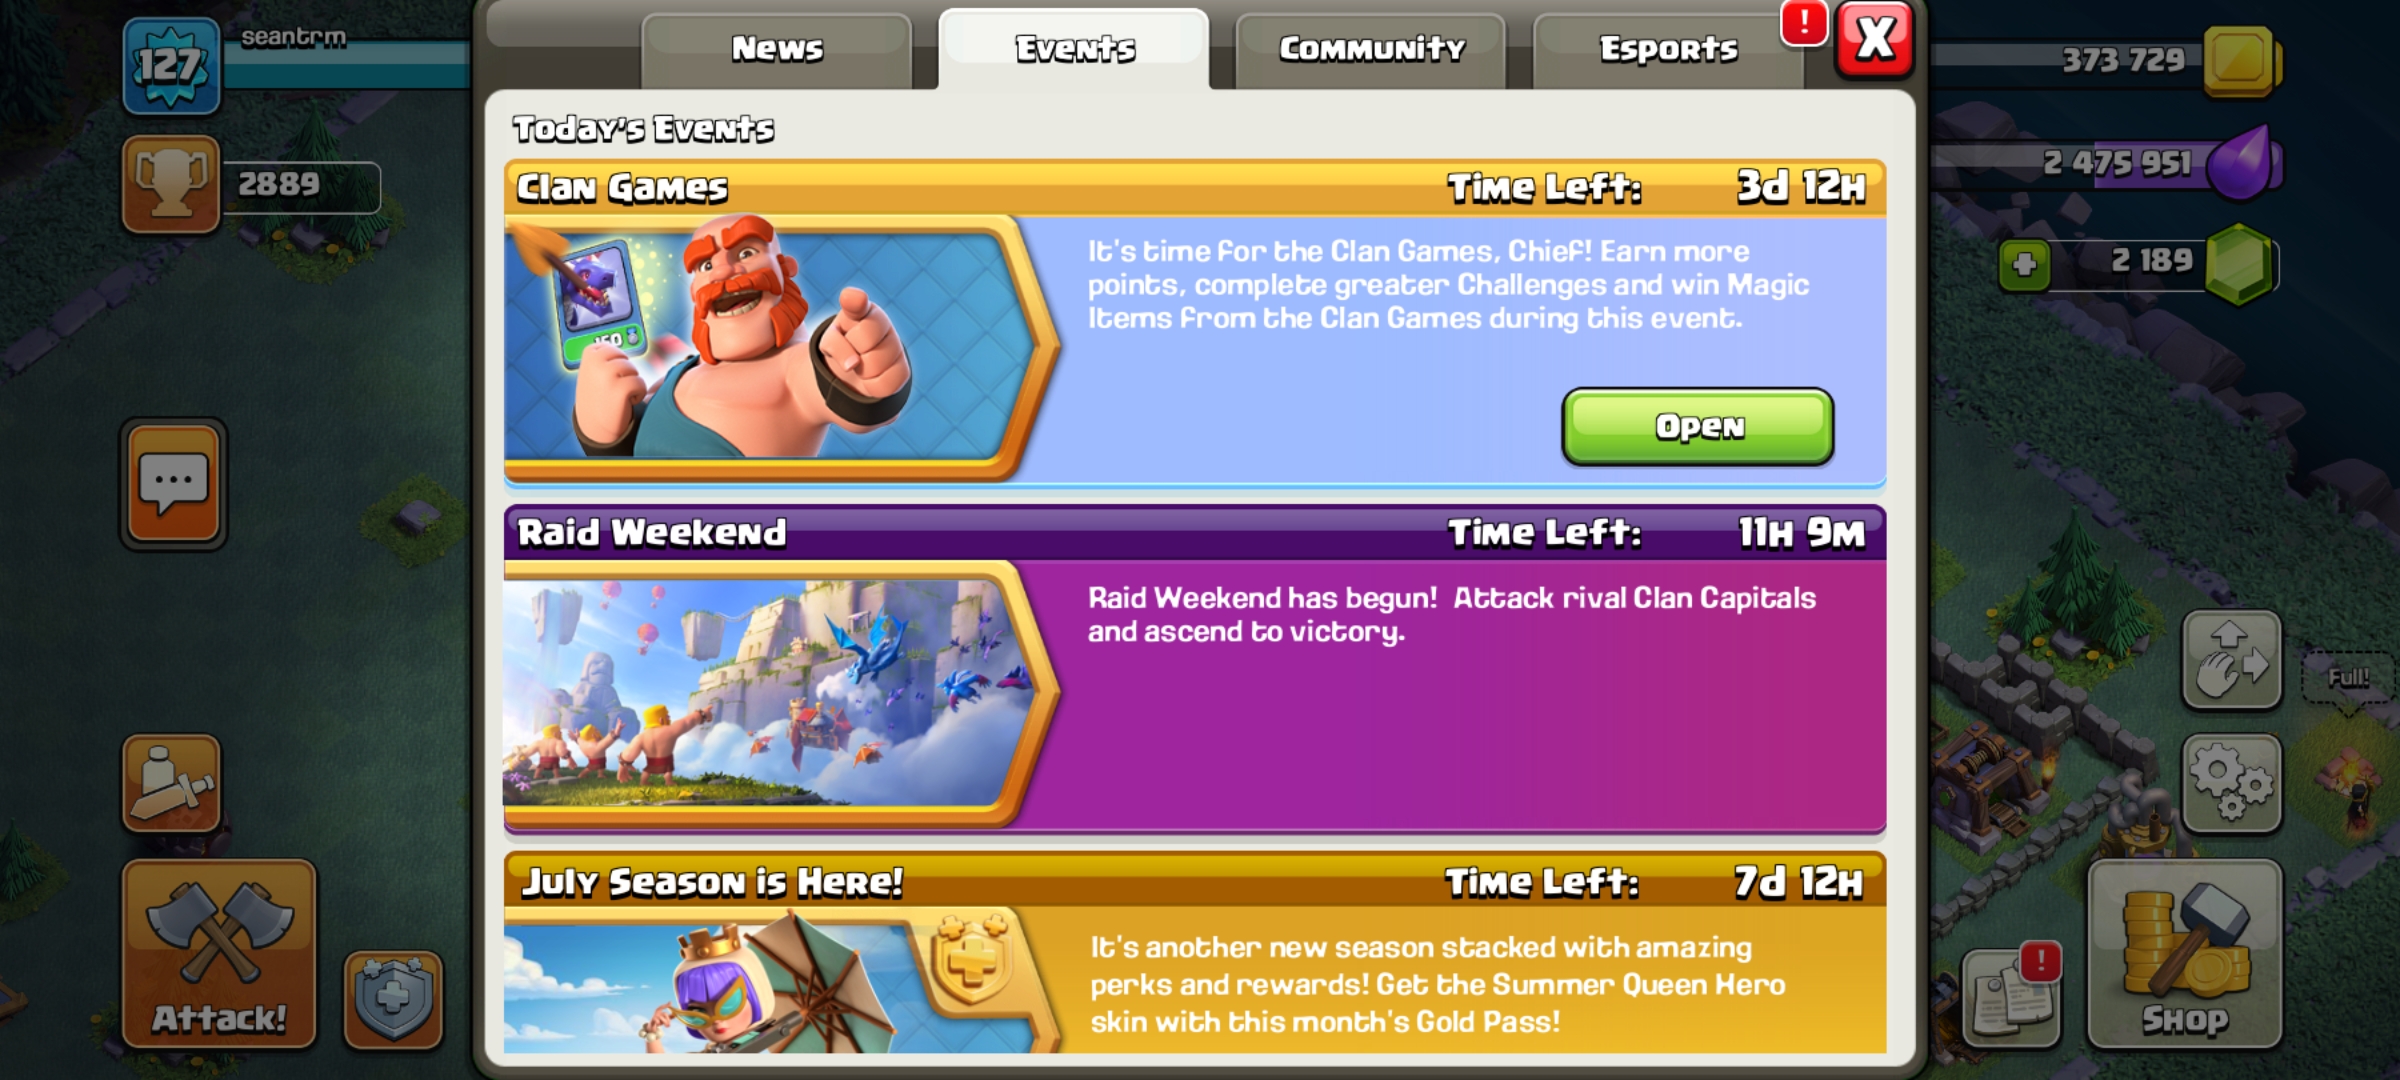 127
seantrm
2889
News
Events
Community
Esports
!
X
373 729
2 475 951
2 189
Today's Events
Clan Games
Time Left:
3d 12H
150
It's time for the Clan Games, Chief! Earn more
points, complete greater Challenges and win Magic
Items from the Clan Games during this event.
Open
Raid Weekend
Time Left:
11H 9M
Raid Weekend has begun!  Attack rival Clan Capitals
and ascend to victory.
July Season is Here!
Time Left:
7d 12H
It's another new season stacked with amazing
perks and rewards! Get the Summer Queen Hero
skin with this month's Gold Pass!
Full!
Attack!
!
Shop